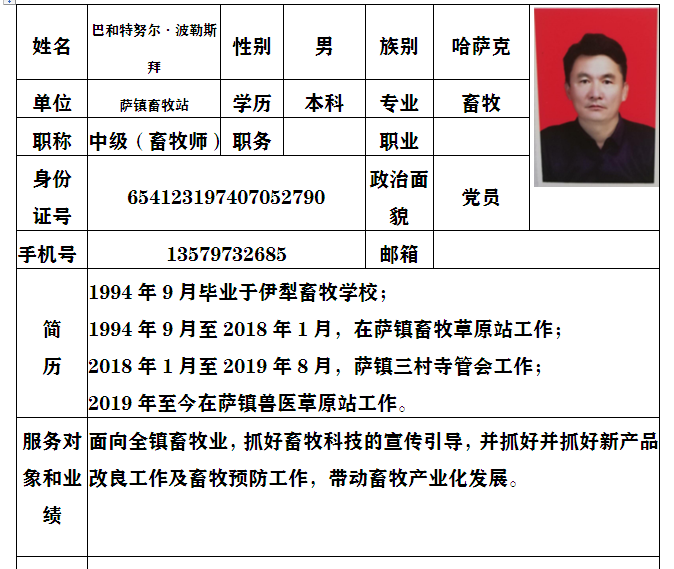 姓名 巴和特努尔·波勒斯拜 性别 男 族别 哈萨克
单位 萨镇畜牧站 学历 本科 专业 畜牧
职称 中级（畜牧师） 职务 职业
身份证号 654123197407052790 政治面貌 党员
手机号 13579732685 邮箱
简历
1994年9月毕业于伊犁畜牧学校；
1994年9月至2018年1月，在萨镇畜牧草原站工作；
2018年1月至2019年8月，萨镇三村寺管会工作；
2019年至今在萨镇兽医草原站工作。
服务对象和业绩
面向全镇畜牧业，抓好畜牧科技的宣传引导，并抓好并抓好新产品
改良工作及畜牧预防工作，带动畜牧产业化发展。